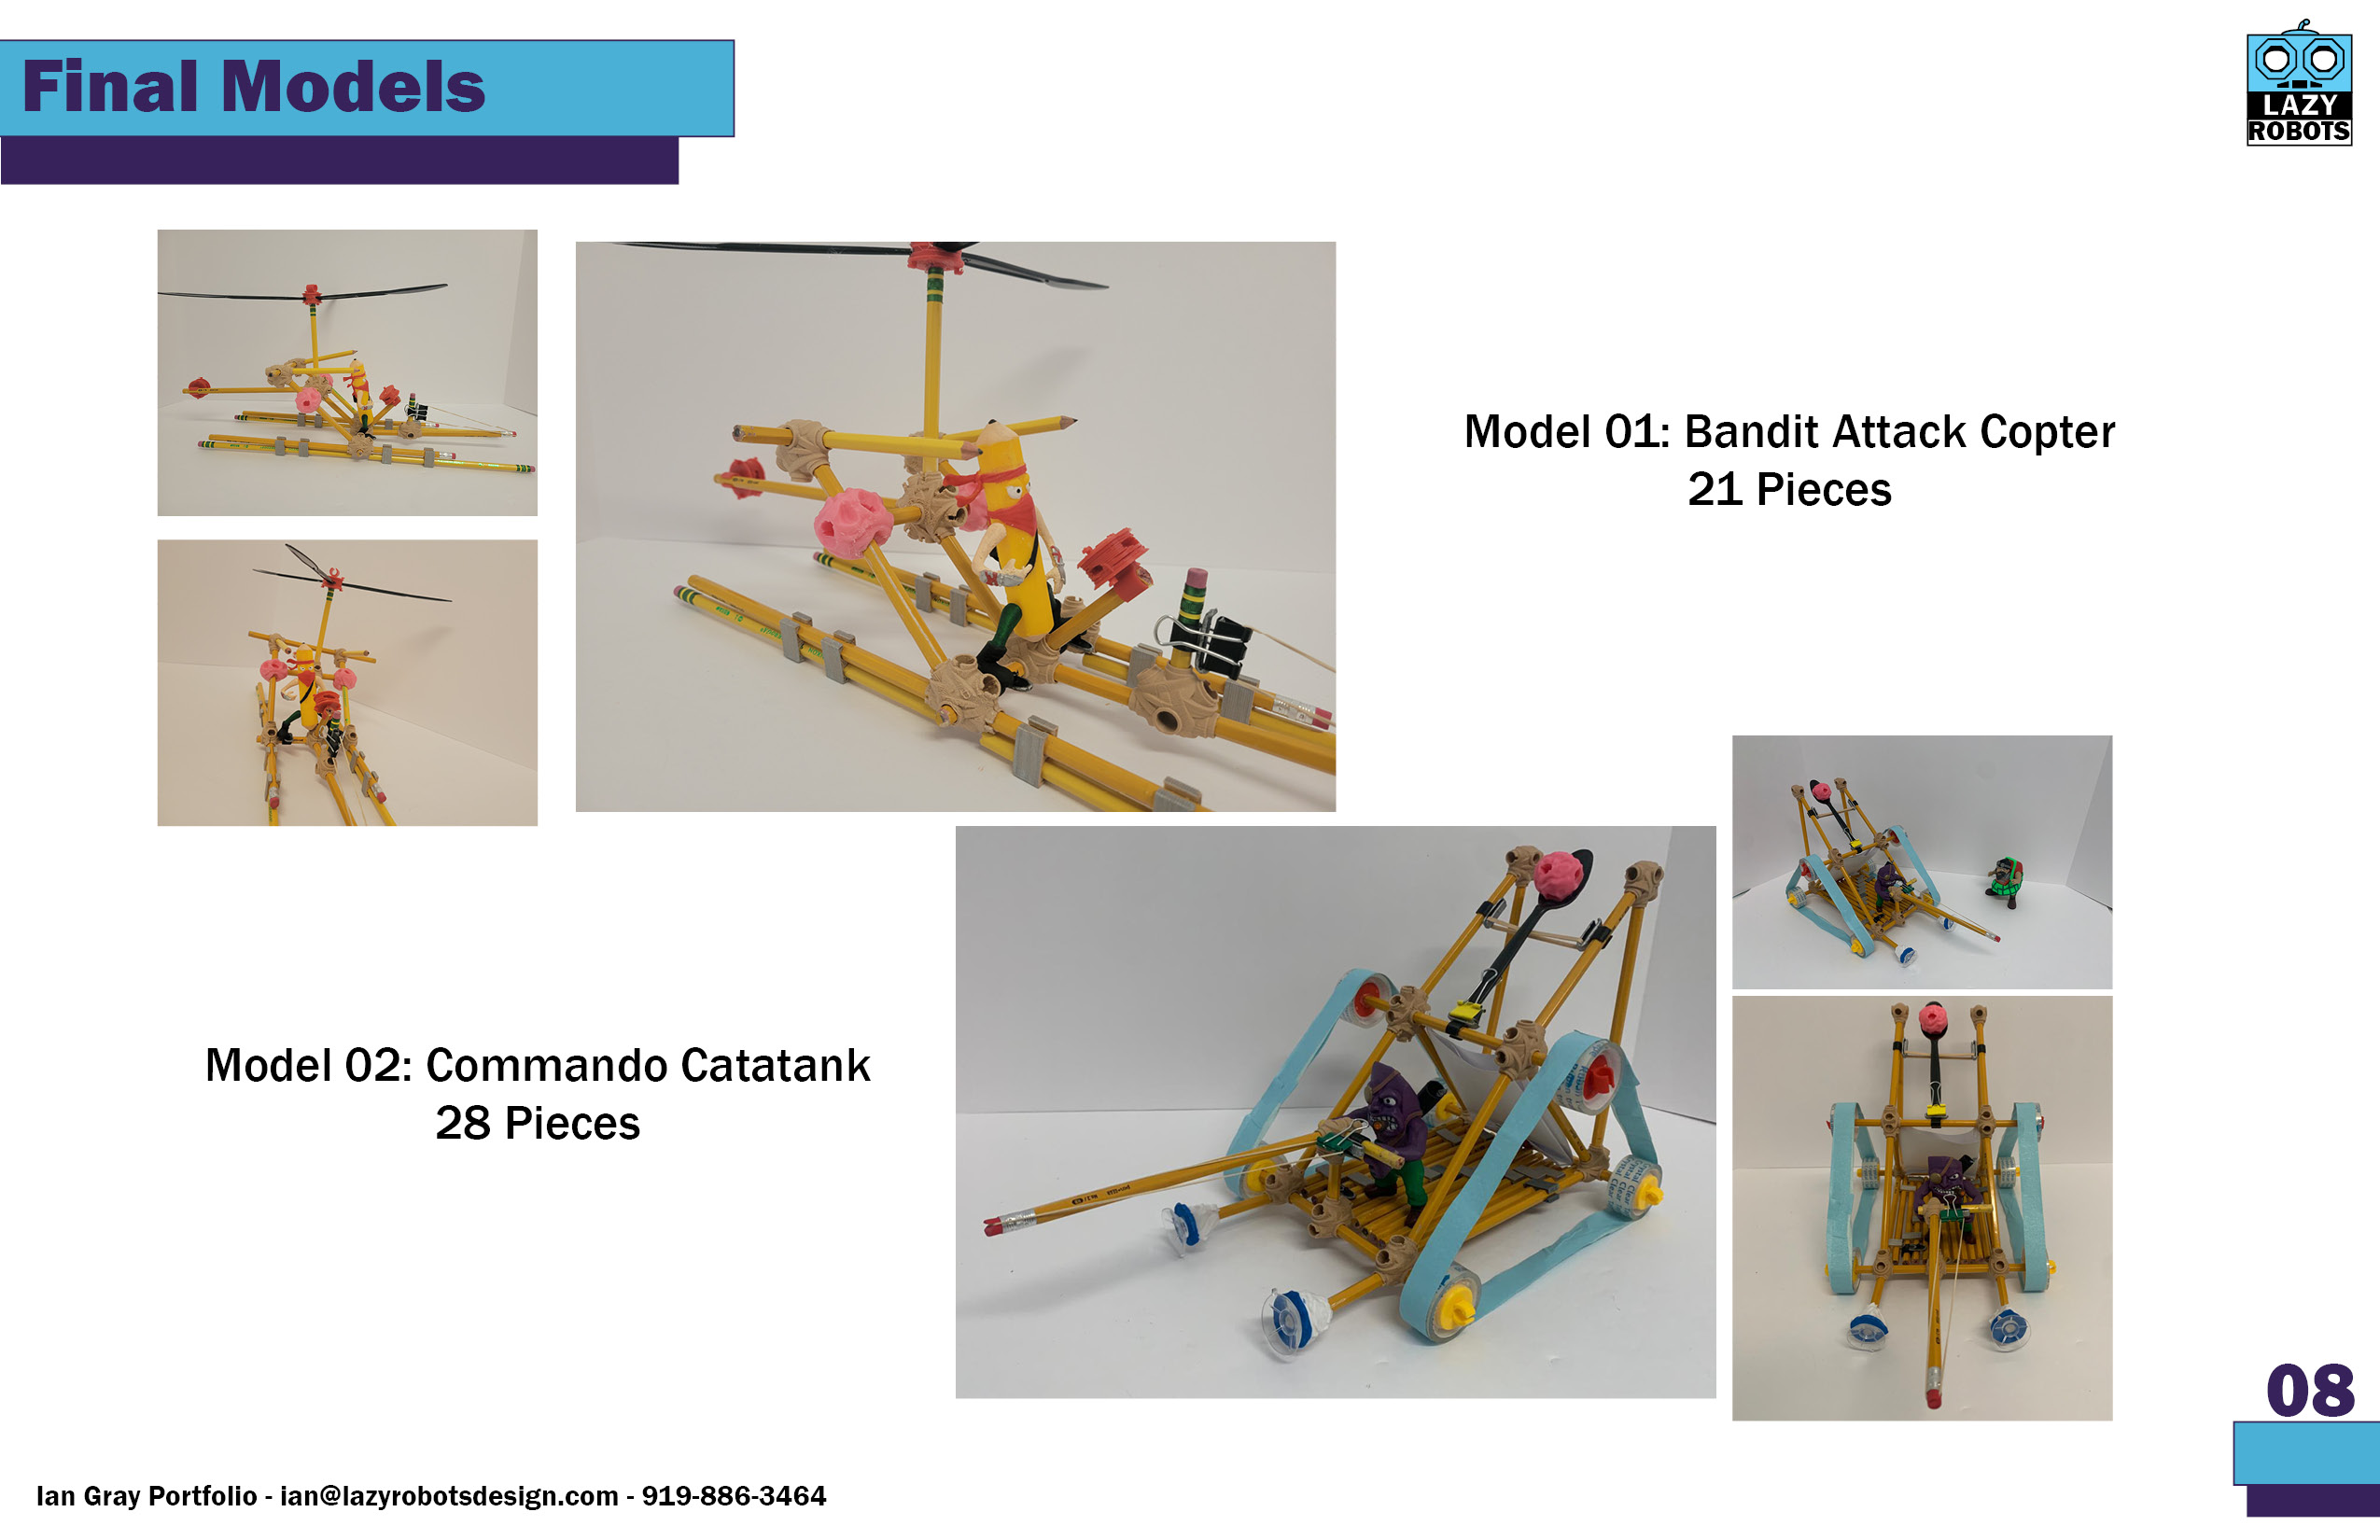 Final Models
LAZY
ROBOTS
Model 01: Bandit Attack Copter
21 Pieces
Model 02: Commando Catatank
28 Pieces
08
Ian Gray Portfolio - ian@lazyrobotsdesign.com - 919-886-3464